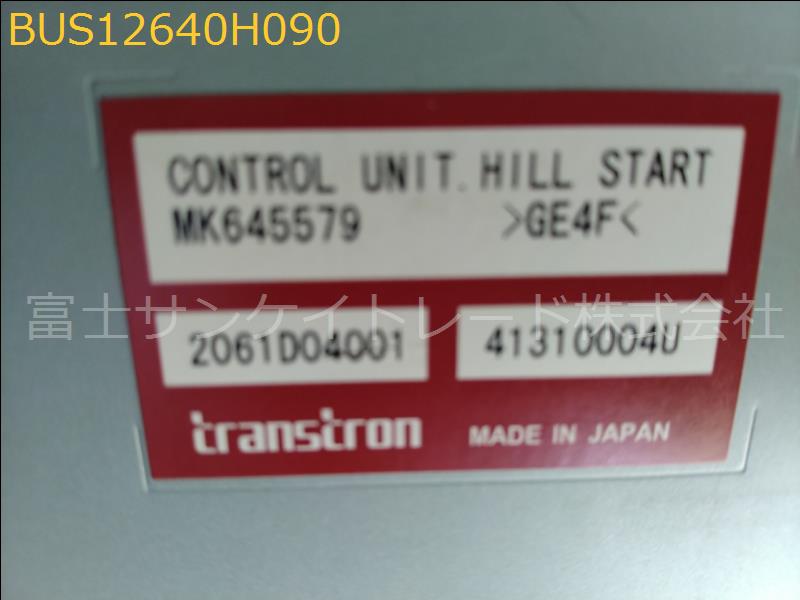 BUS12640H090
CONTROL UNIT. HILL START
MK645579 >GE4F<
富士サンケイトレード株式会社
2061D04001 41310004U
transtron MADE IN JAPAN